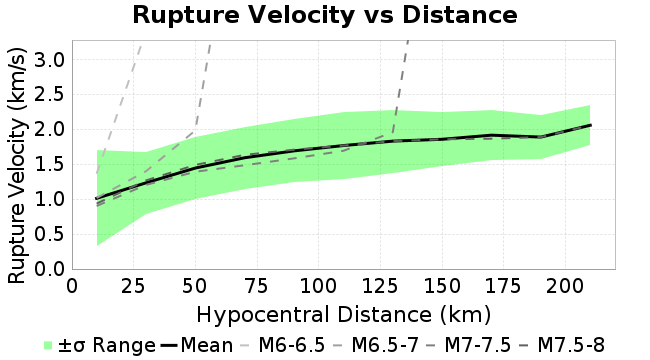 Rupture Velocity vs Distance
Rupture Velocity (km/s)
3.0
2.5
2.0
1.5
1.0
0.5
0.0
0 25 50 75 100 125 150 175 200
Hypocentral Distance (km)
±σ Range Mean M6-6.5 M6.5-7 M7-7.5 M7.5-8